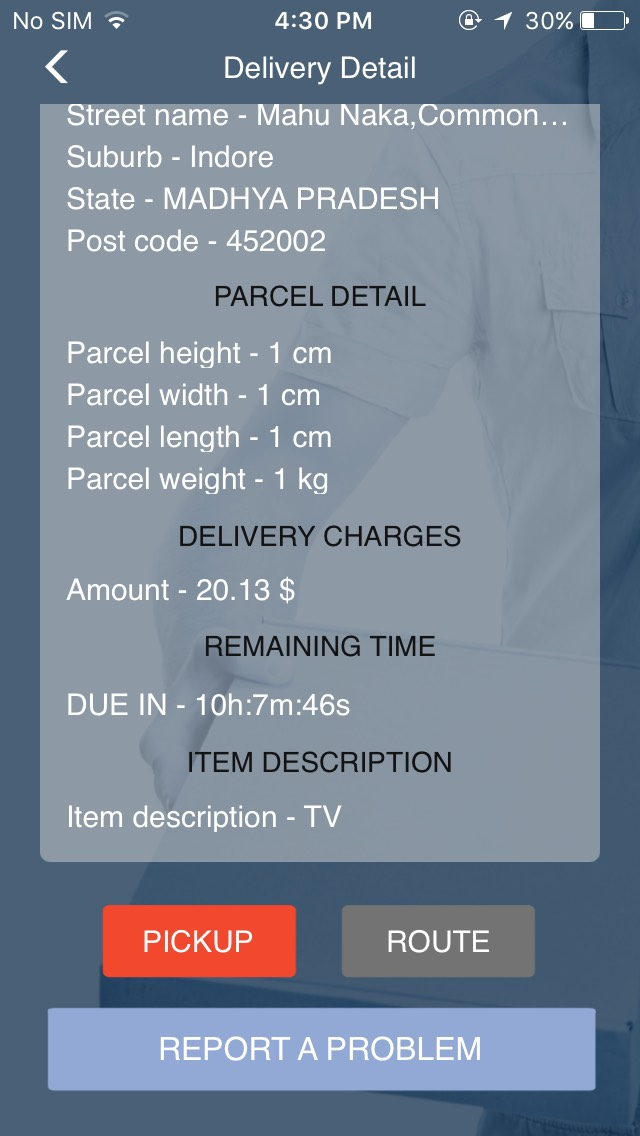 No SIM 4:30 PM 30%
Delivery Detail
Street name - Mahu Naka,Common...
Suburb - Indore
State - MADHYA PRADESH
Post code - 452002
PARCEL DETAIL
Parcel height - 1 cm
Parcel width - 1 cm
Parcel length - 1 cm
Parcel weight - 1 kg
DELIVERY CHARGES
Amount - 20.13 $
REMAINING TIME
DUE IN - 10h:7m:46s
ITEM DESCRIPTION
Item description - TV
PICKUP ROUTE
REPORT A PROBLEM